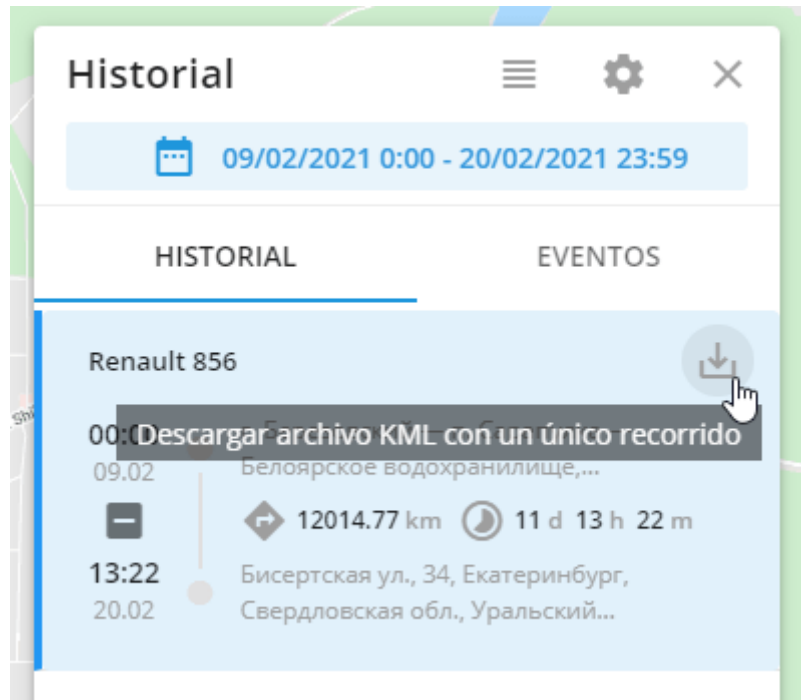 Historial
09/02/2021 0:00 - 20/02/2021 23:59
HISTORIAL
EVENTOS
Renault 856
Descargar archivo KML con un único recorrido
00:00
09.02
Белоярское водохранилище,...
12014.77 km 11 d 13 h 22 m
13:22
20.02
Бисертская ул., 34, Екатеринбург,
Свердловская обл., Уральский...